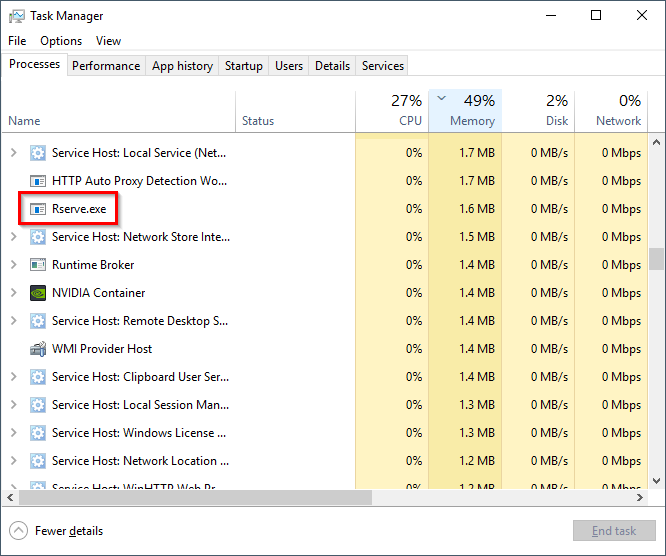 Task Manager
File Options View
Processes Performance App history Startup Users Details Services
27% 49% 2% 0%
Name Status CPU Memory Disk Network
Service Host: Local Service (Net... 0% 1.7 MB 0 MB/s 0 Mbps
HTTP Auto Proxy Detection Wo... 0% 1.7 MB 0 MB/s 0 Mbps
Rserve.exe 0% 1.6 MB 0 MB/s 0 Mbps
Service Host: Network Store Inte... 0% 1.5 MB 0 MB/s 0 Mbps
Runtime Broker 0% 1.4 MB 0 MB/s 0 Mbps
NVIDIA Container 0% 1.4 MB 0 MB/s 0 Mbps
Service Host: Remote Desktop S... 0% 1.4 MB 0 MB/s 0 Mbps
WMI Provider Host 0% 1.4 MB 0 MB/s 0 Mbps
Service Host: Clipboard User Ser... 0% 1.4 MB 0 MB/s 0 Mbps
Service Host: Local Session Man... 0% 1.3 MB 0 MB/s 0 Mbps
Service Host: Windows License ... 0% 1.3 MB 0 MB/s 0 Mbps
Service Host: Network Location ... 0% 1.2 MB 0 MB/s 0 Mbps
Service Host: WinHTTP Web Pr... 0% 1.2 MB 0 MB/s 0 Mbps
Fewer details End task